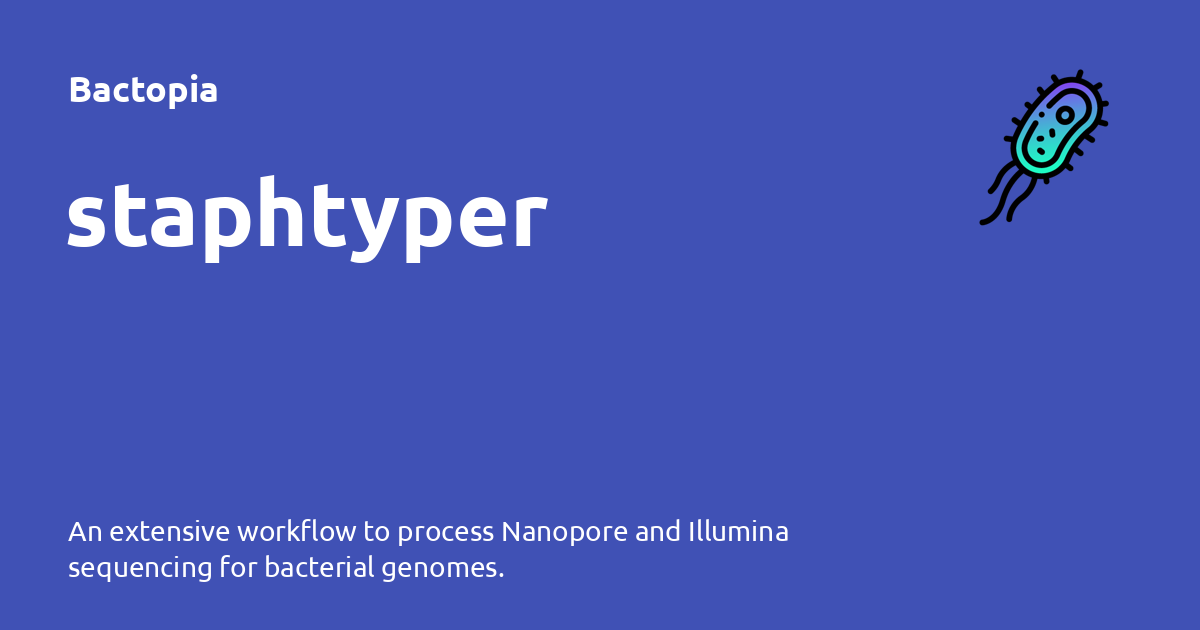 Bactopia
staphtyper
An extensive workflow to process Nanopore and Illumina
sequencing for bacterial genomes.